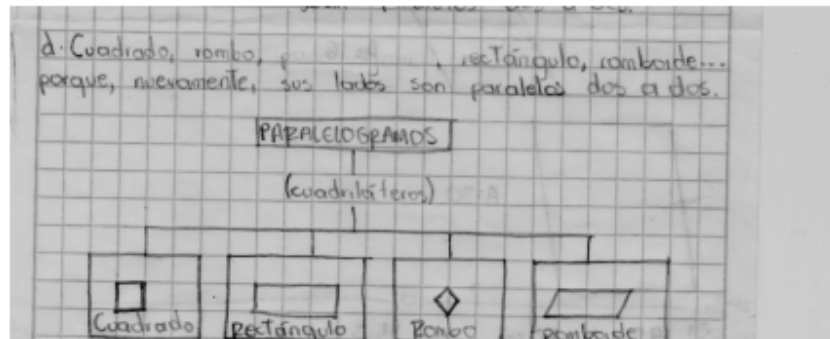 d. Cuadrado, rombo, rectángulo, romboide...
porque, nuevamente, sus lados son paralelos dos a dos.
PARALELOGRAMOS
(cuadriláteros)
Cuadrado Rectángulo Rombo Romboide